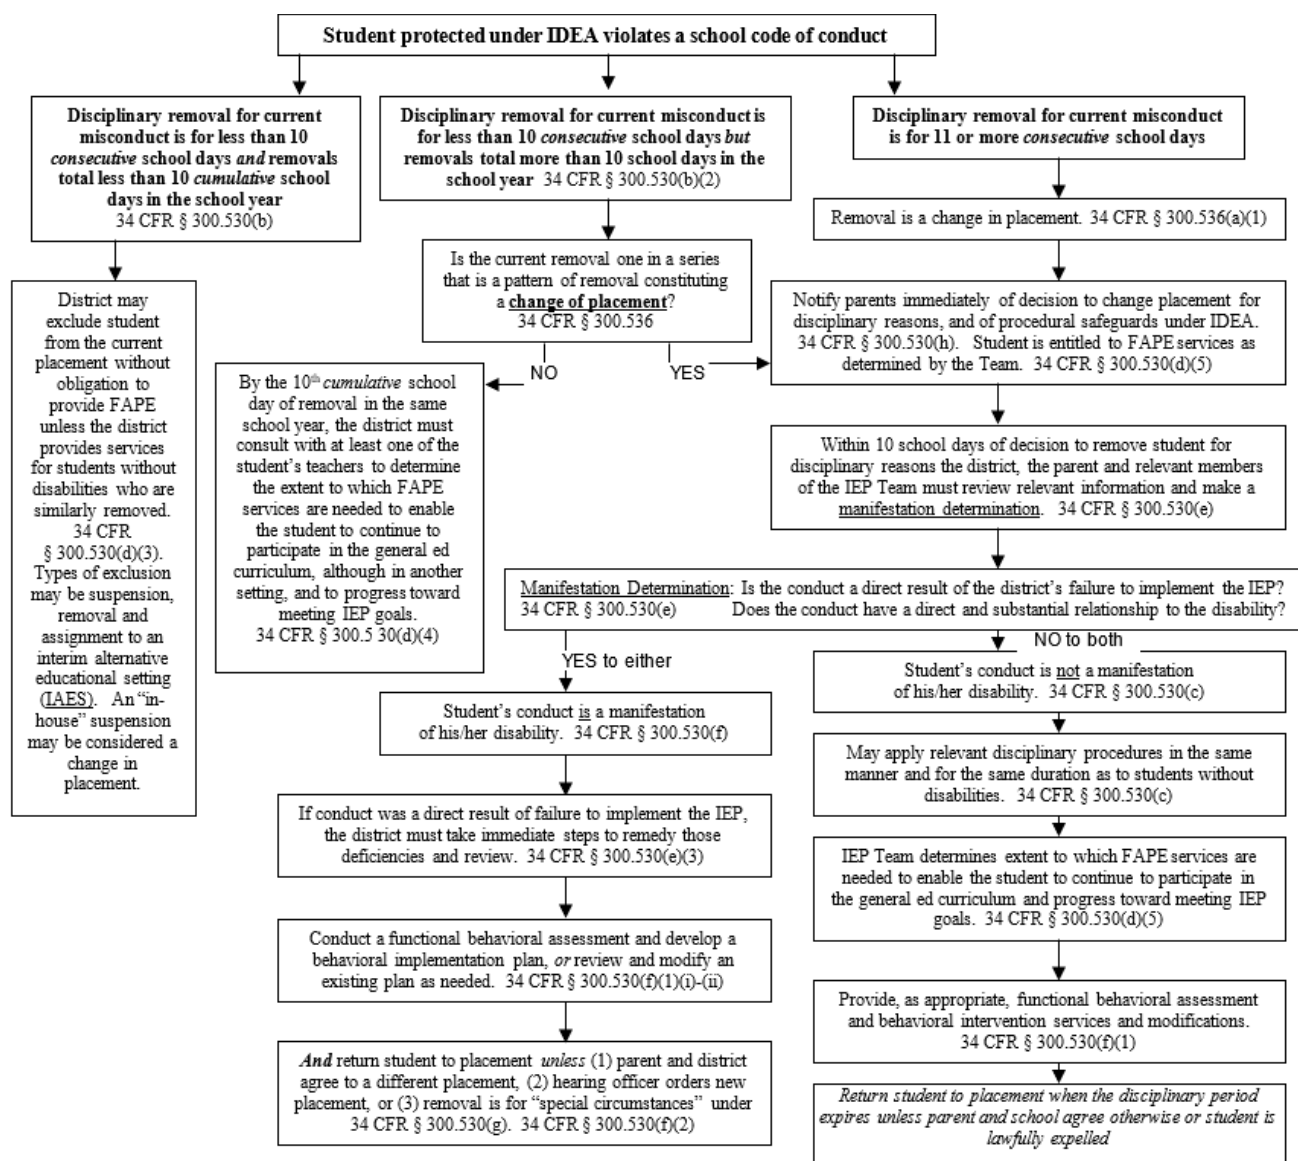 Student protected under IDEA violates a school code of conduct
Disciplinary removal for current
misconduct is for less than 10
consecutive school days and removals
total less than 10 cumulative school
days in the school year
34 CFR § 300.530(b)
Disciplinary removal for current misconduct is
for less than 10 consecutive school days but
removals total more than 10 school days in the
school year 34 CFR § 300.530(b)(2)
Disciplinary removal for current misconduct
is for 11 or more consecutive school days
Removal is a change in placement. 34 CFR § 300.536(a)(1)
Is the current removal one in a series
that is a pattern of removal constituting
a change of placement?
34 CFR § 300.536
District may
exclude student
from the current
placement without
obligation to
provide FAPE
unless the district
provides services
for students without
disabilities who are
similarly removed.
34 CFR
§ 300.530(d)(3).
Types of exclusion
may be suspension,
removal and
assignment to an
interim alternative
educational setting
(IAES). An “in-
house” suspension
may be considered a
change in
placement.
NO
YES
Notify parents immediately of decision to change placement for
disciplinary reasons, and of procedural safeguards under IDEA.
34 CFR § 300.530(h). Student is entitled to FAPE services as
determined by the Team. 34 CFR § 300.530(d)(5)
By the 10th cumulative school
day of removal in the same
school year, the district must
consult with at least one of the
student’s teachers to determine
the extent to which FAPE
services are needed to enable
the student to continue to
participate in the general ed
curriculum, although in another
setting, and to progress toward
meeting IEP goals.
34 CFR § 300.5 30(d)(4)
Within 10 school days of decision to remove student for
disciplinary reasons the district, the parent and relevant members
of the IEP Team must review relevant information and make a
manifestation determination. 34 CFR § 300.530(e)
Manifestation Determination: Is the conduct a direct result of the district’s failure to implement the IEP?
34 CFR § 300.530(e) Does the conduct have a direct and substantial relationship to the disability?
YES to either
NO to both
Student’s conduct is a manifestation
of his/her disability. 34 CFR § 300.530(f)
If conduct was a direct result of failure to implement the IEP,
the district must take immediate steps to remedy those
deficiencies and review. 34 CFR § 300.530(e)(3)
Conduct a functional behavioral assessment and develop a
behavioral implementation plan, or review and modify an
existing plan as needed. 34 CFR § 300.530(f)(1)(i)-(ii)
And return student to placement unless (1) parent and district
agree to a different placement, (2) hearing officer orders new
placement, or (3) removal is for “special circumstances” under
34 CFR § 300.530(g). 34 CFR § 300.530(f)(2)
Student’s conduct is not a manifestation
of his/her disability. 34 CFR § 300.530(c)
May apply relevant disciplinary procedures in the same
manner and for the same duration as to students without
disabilities. 34 CFR § 300.530(c)
IEP Team determines extent to which FAPE services are
needed to enable the student to continue to participate in
the general ed curriculum and progress toward meeting IEP
goals. 34 CFR § 300.530(d)(5)
Provide, as appropriate, functional behavioral assessment
and behavioral intervention services and modifications.
34 CFR § 300.530(f)(1)
Return student to placement when the disciplinary period
expires unless parent and school agree otherwise or student is
lawfully expelled